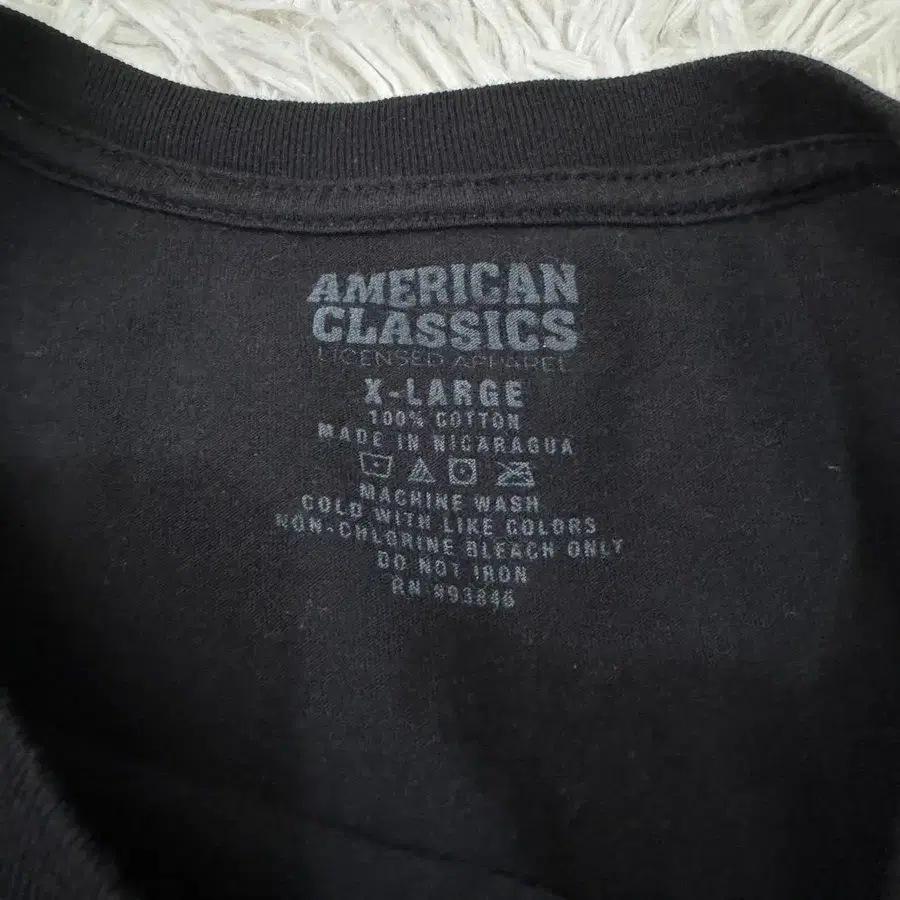 AMERICAN
CLASSICS
LICENSED APPAREL
X-LARGE
100% COTTON
MADE IN NICARAGUA
MACHINE WASH
COLD WITH LIKE COLORS
NON-CHLORINE BLEACH ONLY
DO NOT IRON
RN #93846